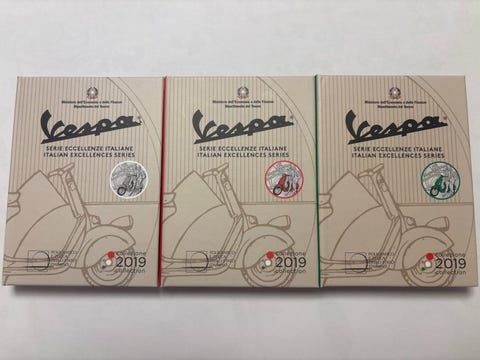 Ministero dell'Economia e delle Finanze
Dipartimento del Tesoro
Vespa
SERIE ECCELLENZE ITALIANE
ITALIAN EXCELLENCES SERIES
collezione
2019
collection
Ministero dell'Economia e delle Finanze
Dipartimento del Tesoro
Vespa
SERIE ECCELLENZE ITALIANE
ITALIAN EXCELLENCES SERIES
collezione
2019
collection
Ministero dell'Economia e delle Finanze
Dipartimento del Tesoro
Vespa
SERIE ECCELLENZE ITALIANE
ITALIAN EXCELLENCES SERIES
collezione
2019
collection